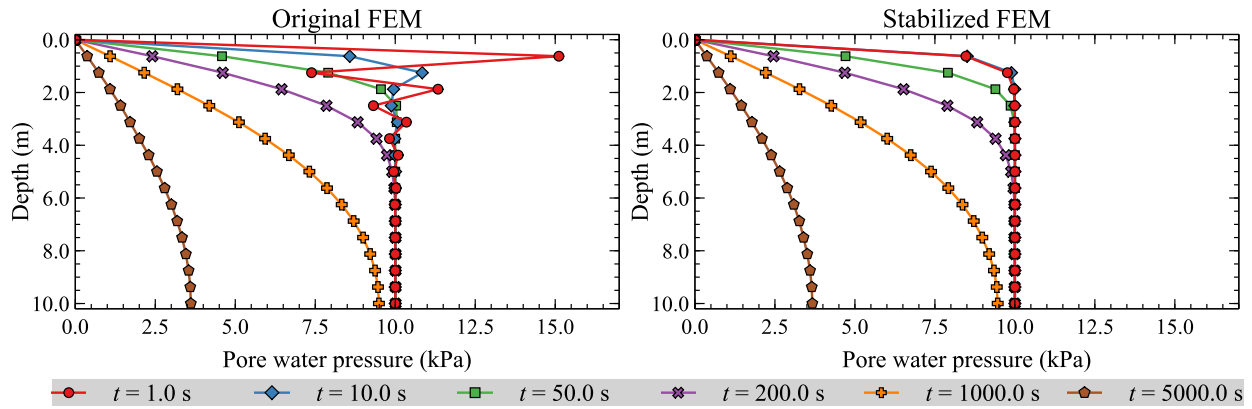 Original FEM
Stabilized FEM
0.0
2.0
4.0
6.0
8.0
10.0
Depth (m)
0.0 2.5 5.0 7.5 10.0 12.5 15.0
Pore water pressure (kPa)
0.0
2.0
4.0
6.0
8.0
10.0
Depth (m)
0.0 2.5 5.0 7.5 10.0 12.5 15.0
Pore water pressure (kPa)
t = 1.0 s t = 10.0 s t = 50.0 s t = 200.0 s t = 1000.0 s t = 5000.0 s